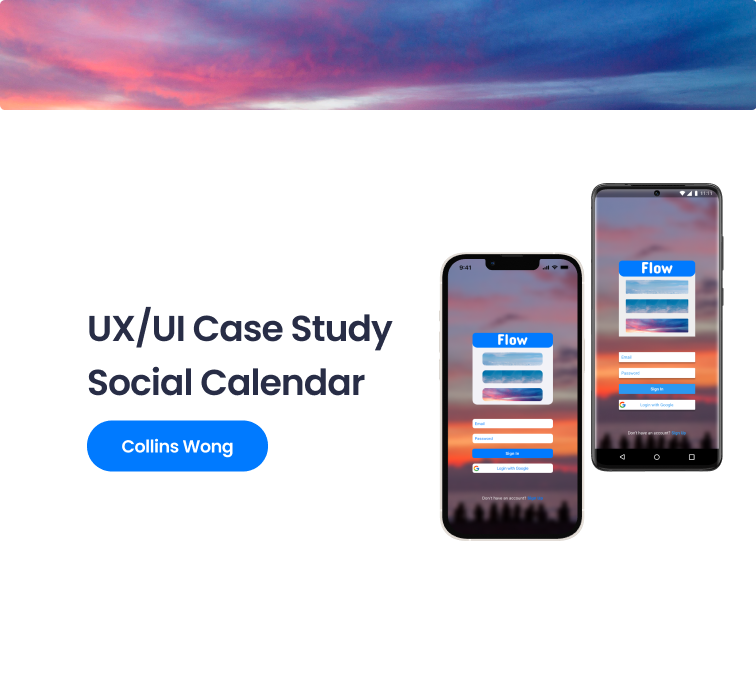 UX/UI Case Study
Social Calendar
Collins Wong
9:41
Flow
Email
Password
Sign in
Login with Google
Don't have an account? Sign up
11:11
Flow
Email
Password
Sign in
Login with Google
Don't have an account? Sign up